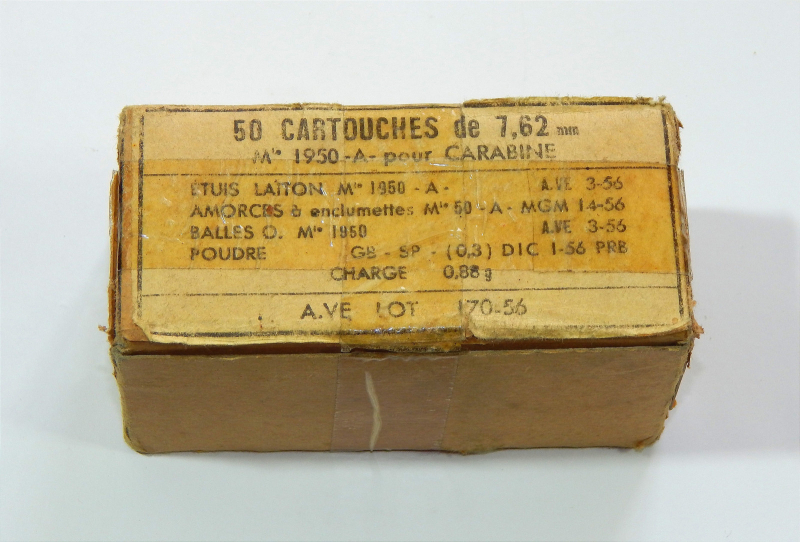 50 CARTOUCHES de 7,62 mm
Mle 1950 -A- pour CARABINE
ÉTUIS LAITON Mle 1950 - A - A.VE 3-56
AMORCES à enclumettes Mle 50 - A - MGM 14-56
BALLES O. Mle 1950 A.VE 3-56
POUDRE GB - SP - (0,3) DIC 1-56 PRB
CHARGE 0,88 g
A.VE LOT 170-56